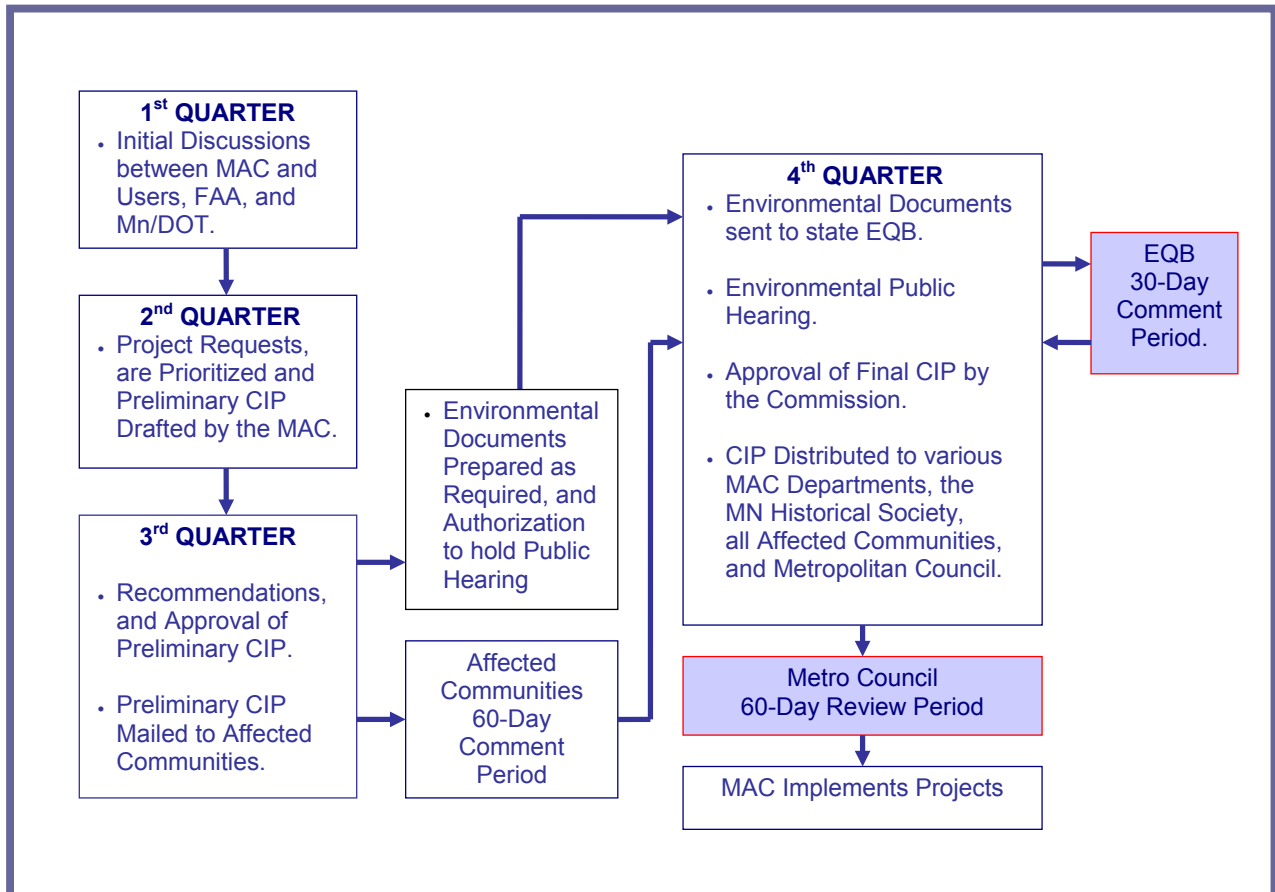 1st QUARTER
• Initial Discussions
between MAC and
Users, FAA, and
Mn/DOT.
2nd QUARTER
• Project Requests,
are Prioritized and
Preliminary CIP
Drafted by the MAC.
3rd QUARTER
• Recommendations,
and Approval of
Preliminary CIP.
• Preliminary CIP
Mailed to Affected
Communities.
• Environmental
Documents
Prepared as
Required, and
Authorization
to hold Public
Hearing
Affected
Communities
60-Day
Comment
Period
4th QUARTER
• Environmental Documents
sent to state EQB.
• Environmental Public
Hearing.
• Approval of Final CIP by
the Commission.
• CIP Distributed to various
MAC Departments, the
MN Historical Society,
all Affected Communities,
and Metropolitan Council.
EQB
30-Day
Comment
Period.
Metro Council
60-Day Review Period
MAC Implements Projects